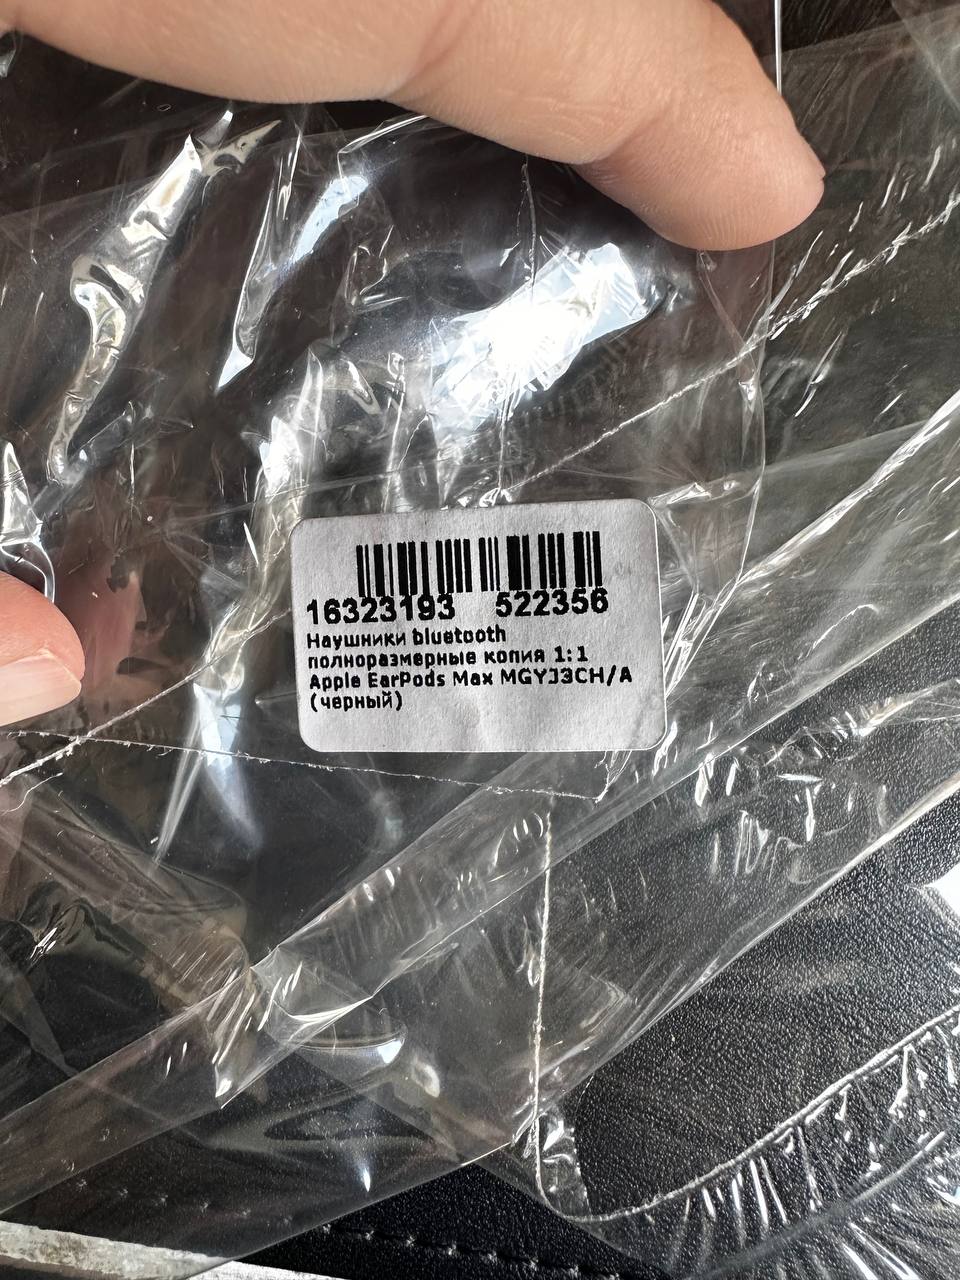 16323193 522356
Наушники bluetooth
полноразмерные копия 1:1
Apple EarPods Max MGYJ3CH/A
(черный)